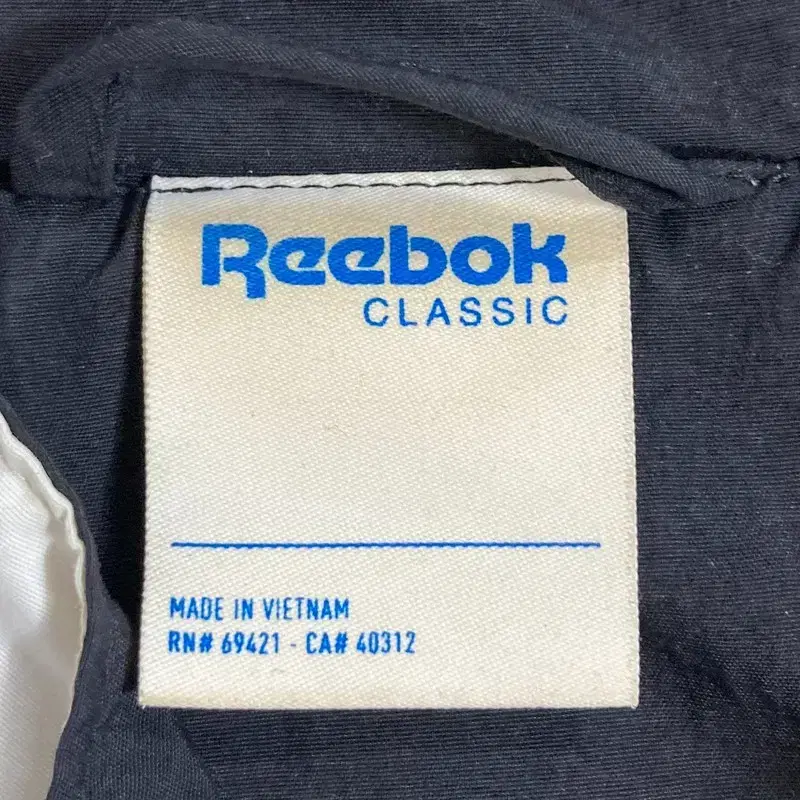 Reebok
CLASSIC
MADE IN VIETNAM
RN# 69421 - CA# 40312